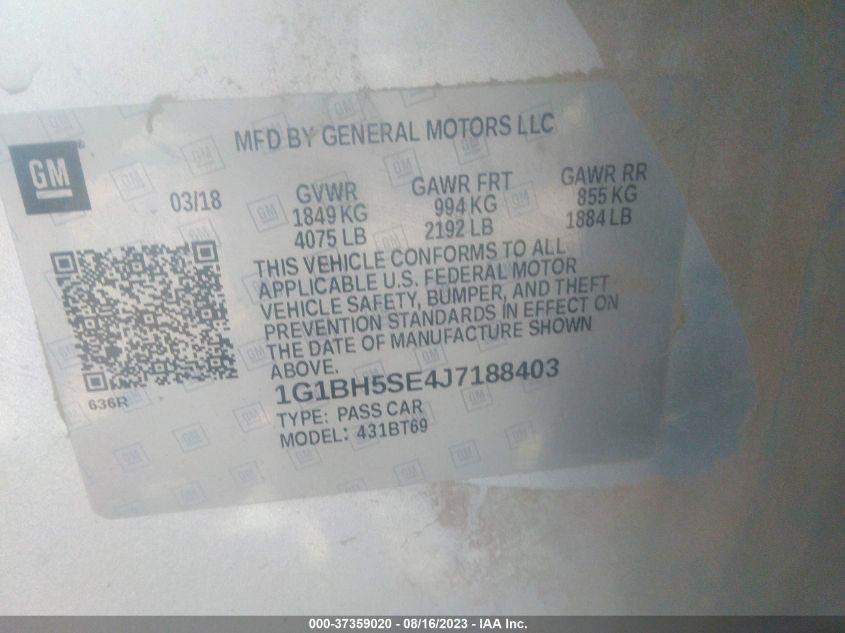 MFD BY GENERAL MOTORS LLC
GM
03/18
GVWR
1849 KG
4075 LB
GAWR FRT
994 KG
2192 LB
GAWR RR
855 KG
1884 LB
THIS VEHICLE CONFORMS TO ALL
APPLICABLE U.S. FEDERAL MOTOR
VEHICLE SAFETY, BUMPER, AND THEFT
PREVENTION STANDARDS IN EFFECT ON
THE DATE OF MANUFACTURE SHOWN
ABOVE.
636R
1G1BH5SE4J7188403
TYPE: PASS CAR
MODEL: 431BT69
000-37359020 - 08/16/2023 - IAA Inc.